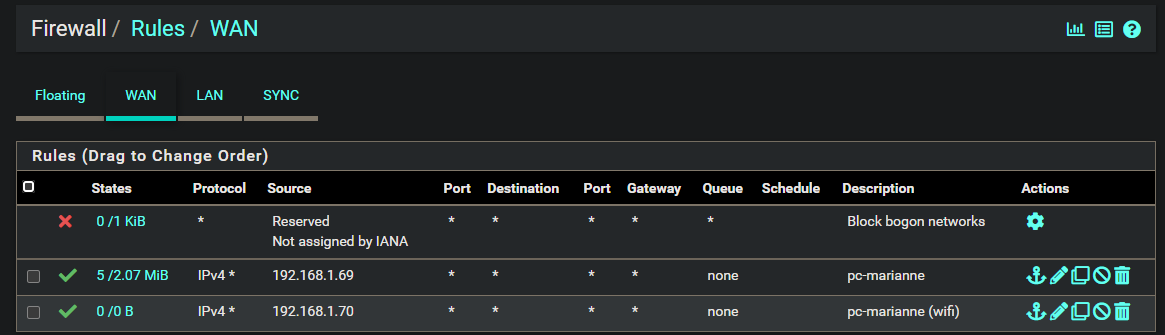 Firewall / Rules / WAN
Floating WAN LAN SYNC
Rules (Drag to Change Order)
States Protocol Source Port Destination Port Gateway Queue Schedule Description Actions
0 /1 KiB * Reserved * * * * * Block bogon networks
Not assigned by IANA
5 /2.07 MiB IPv4 * 192.168.1.69 * * * * none pc-marianne
0 /0 B IPv4 * 192.168.1.70 * * * * none pc-marianne (wifi)